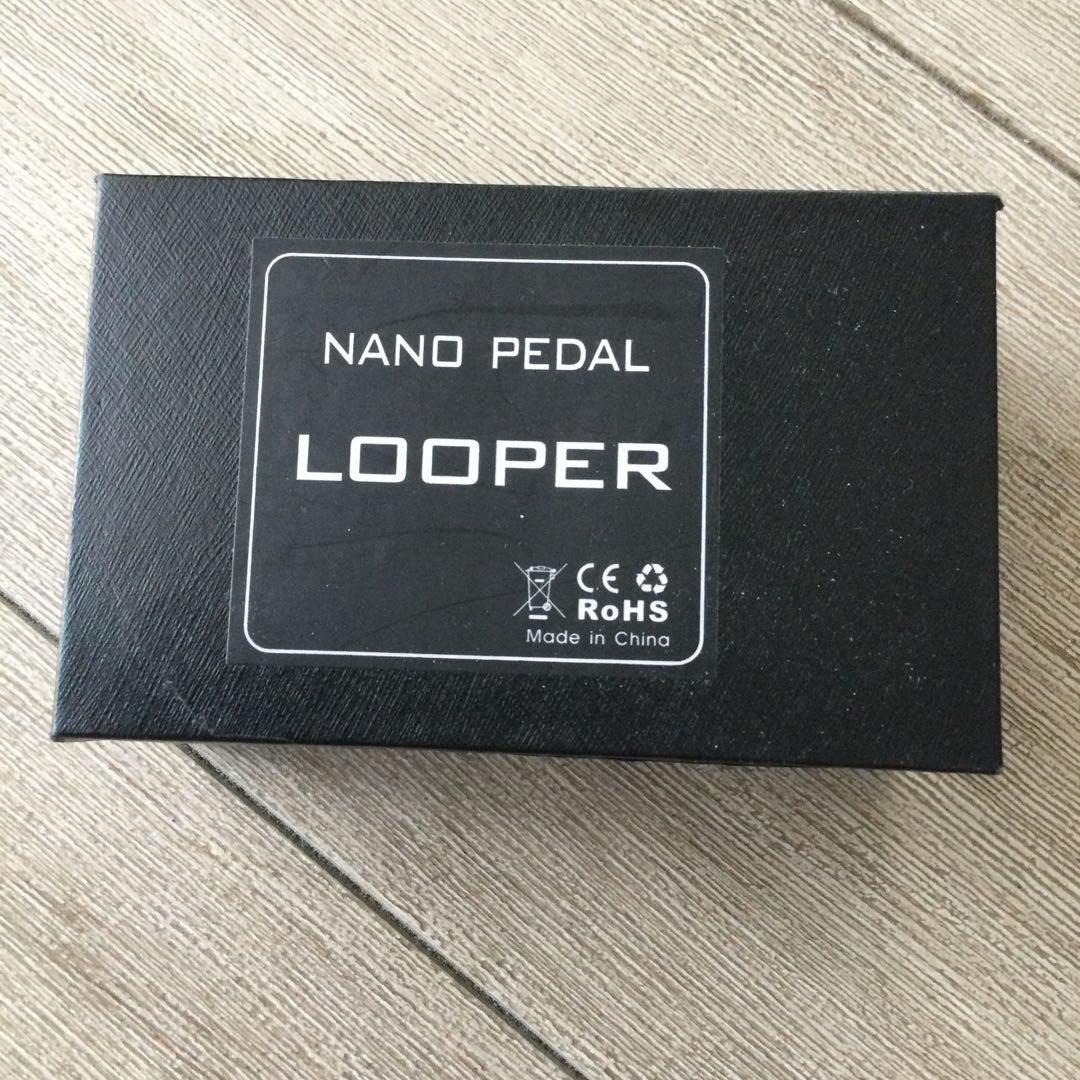 NANO PEDAL
LOOPER
CE
RoHS
Made in China